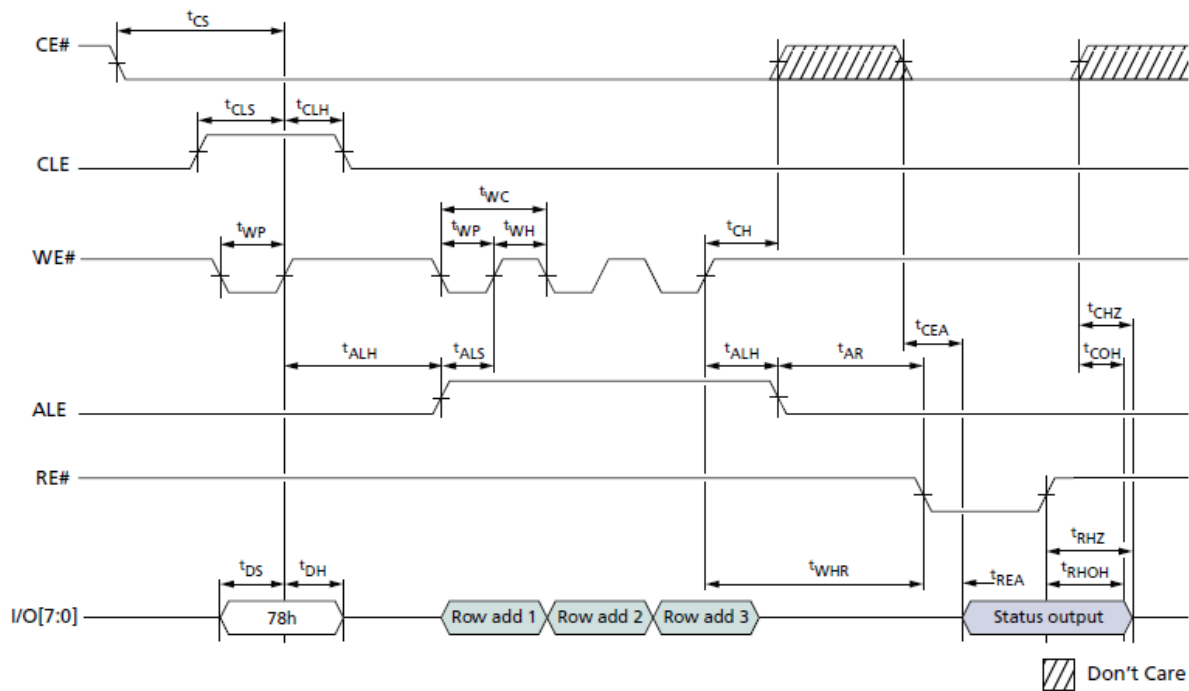 tCS
CE#
tCLS tCLH
CLE
tWC
tWP tWP tWH tCH
WE#
tCEA tCHZ
tALH tALS tALH tAR tCOH
ALE
RE#
tRHZ
tDS tDH tWHR tREA tRHOH
I/O[7:0] 78h Row add 1 Row add 2 Row add 3 Status output
Don't Care